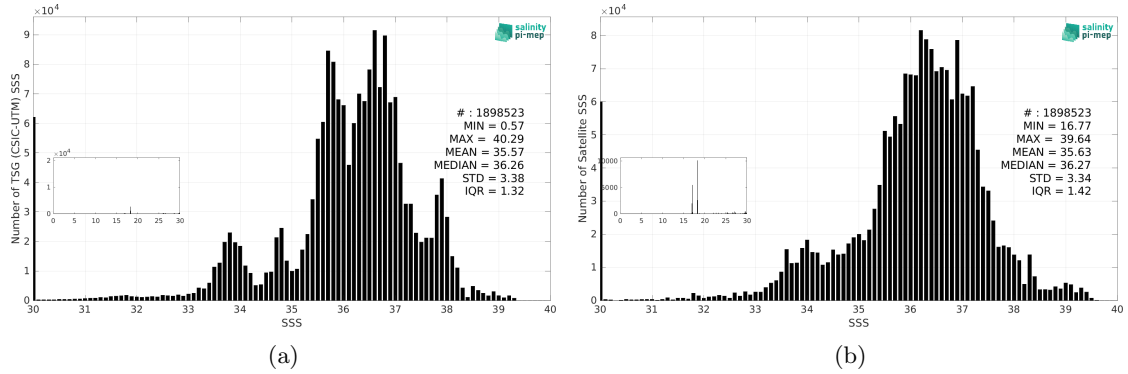 ×10⁴
9
8
7
6
5
4
3
2
1
0
Number of TSG (CSIC-UTM) SSS
30 31 32 33 34 35 36 37 38 39 40
SSS
salinity
pi-mep
# : 1898523
MIN = 0.57
MAX = 40.29
MEAN = 35.57
MEDIAN = 36.26
STD = 3.38
IQR = 1.32
×10⁴
2
1
0
0 5 10 15 20 25 30
(a)
×10⁴
8
7
6
5
4
3
2
1
0
Number of Satellite SSS
30 31 32 33 34 35 36 37 38 39 40
SSS
salinity
pi-mep
# : 1898523
MIN = 16.77
MAX = 39.64
MEAN = 35.63
MEDIAN = 36.27
STD = 3.34
IQR = 1.42
10000
5000
0
0 5 10 15 20 25 30
(b)